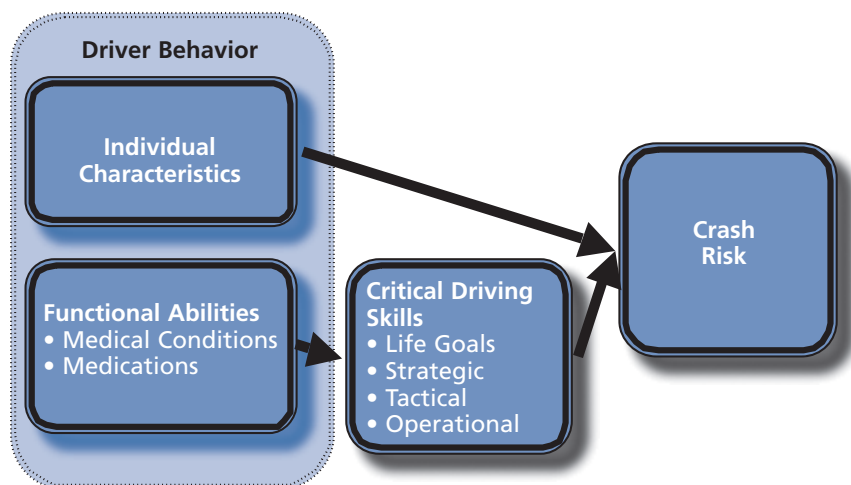 Driver Behavior
Individual
Characteristics
Functional Abilities
• Medical Conditions
• Medications
Critical Driving
Skills
• Life Goals
• Strategic
• Tactical
• Operational
Crash
Risk